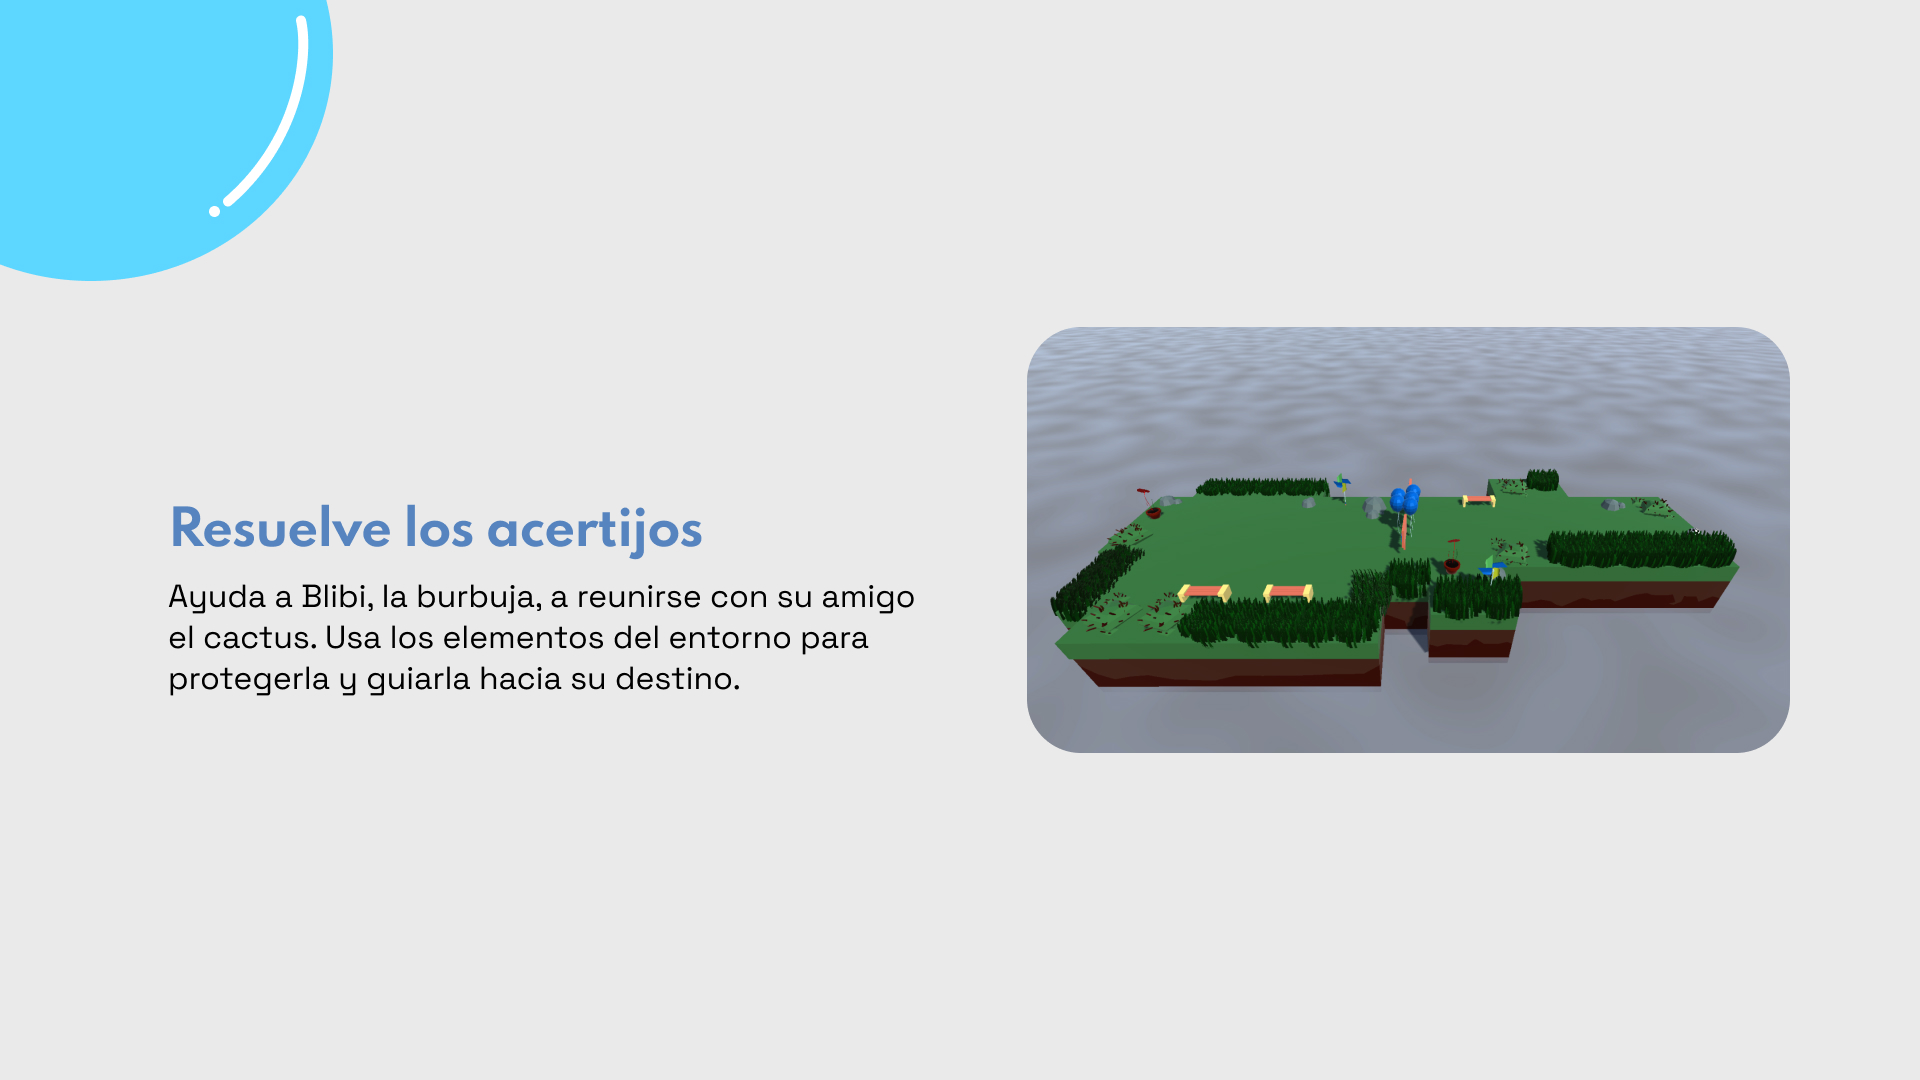 Resuelve los acertijos
Ayuda a Blibi, la burbuja, a reunirse con su amigo
el cactus. Usa los elementos del entorno para
protegerla y guiarla hacia su destino.